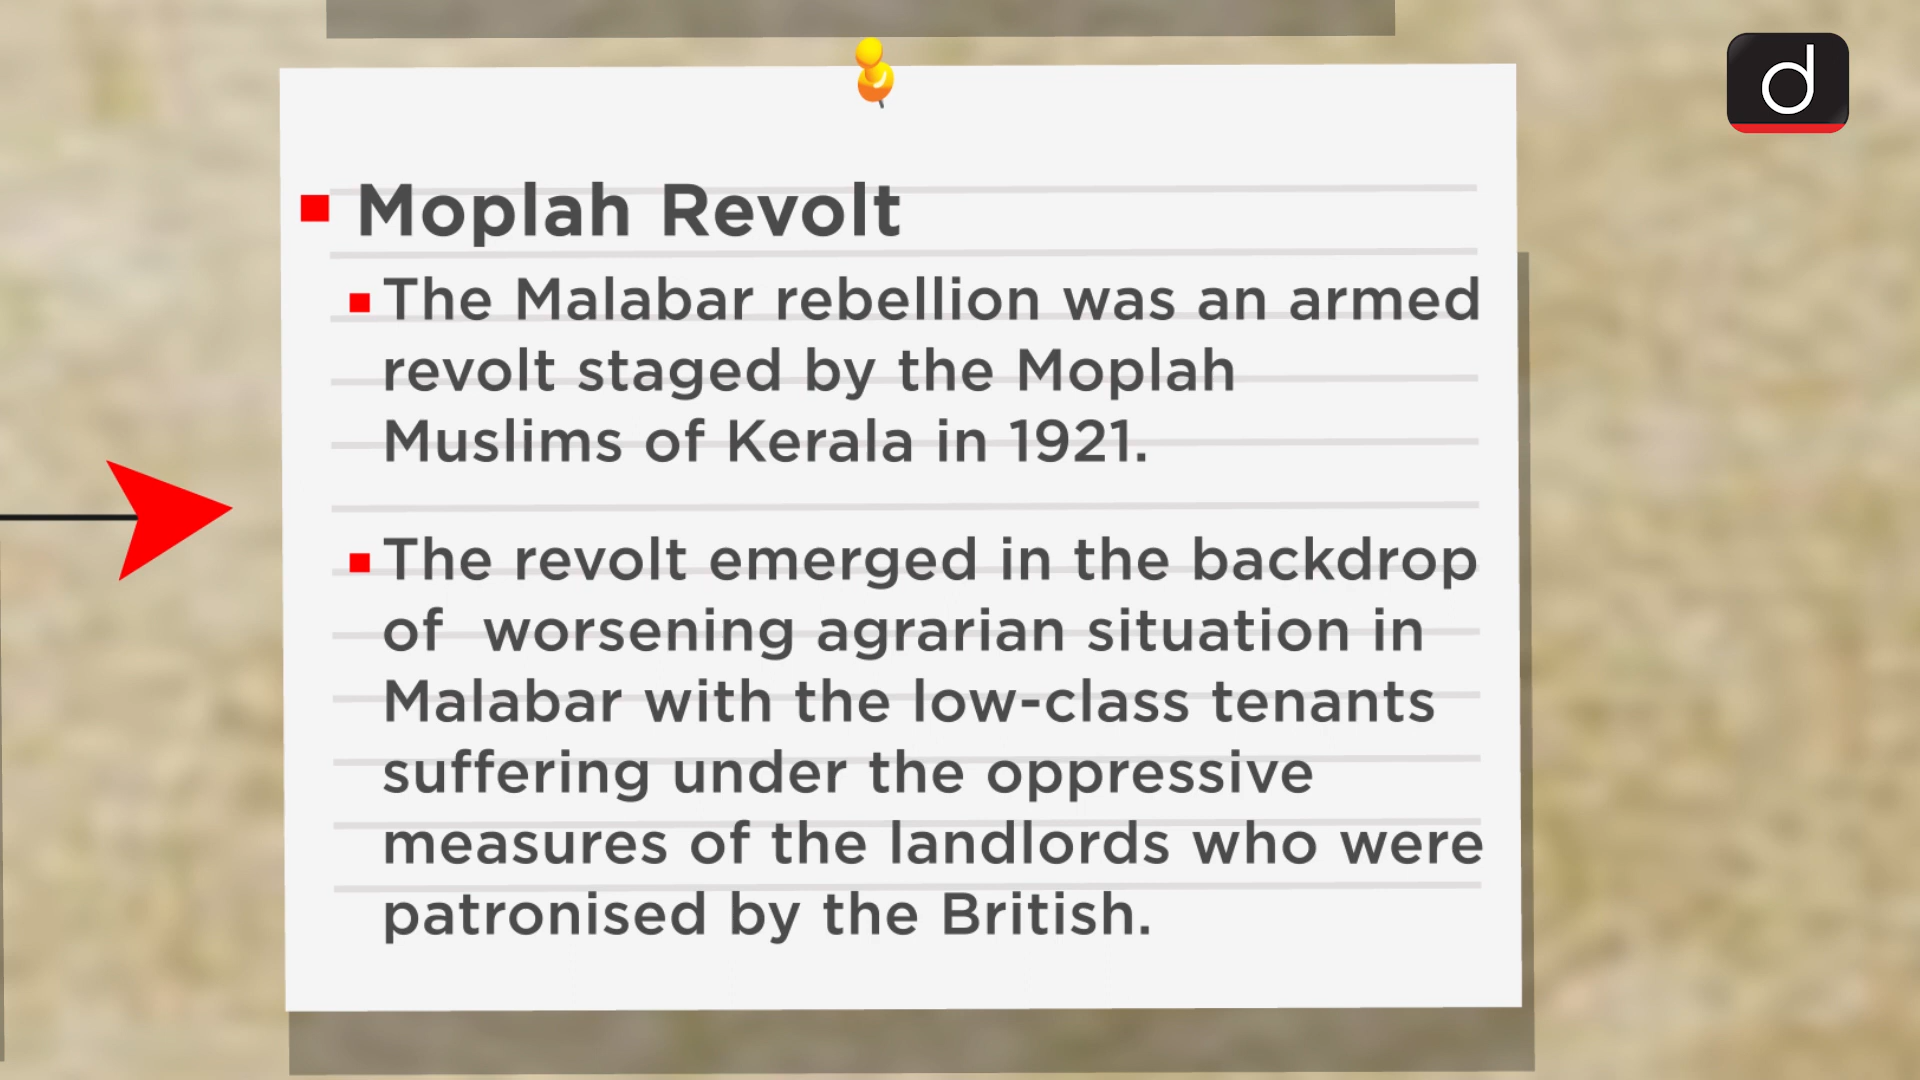 d
Moplah Revolt
The Malabar rebellion was an armed
revolt staged by the Moplah
Muslims of Kerala in 1921.
The revolt emerged in the backdrop
of  worsening agrarian situation in
Malabar with the low-class tenants
suffering under the oppressive
measures of the landlords who were
patronised by the British.